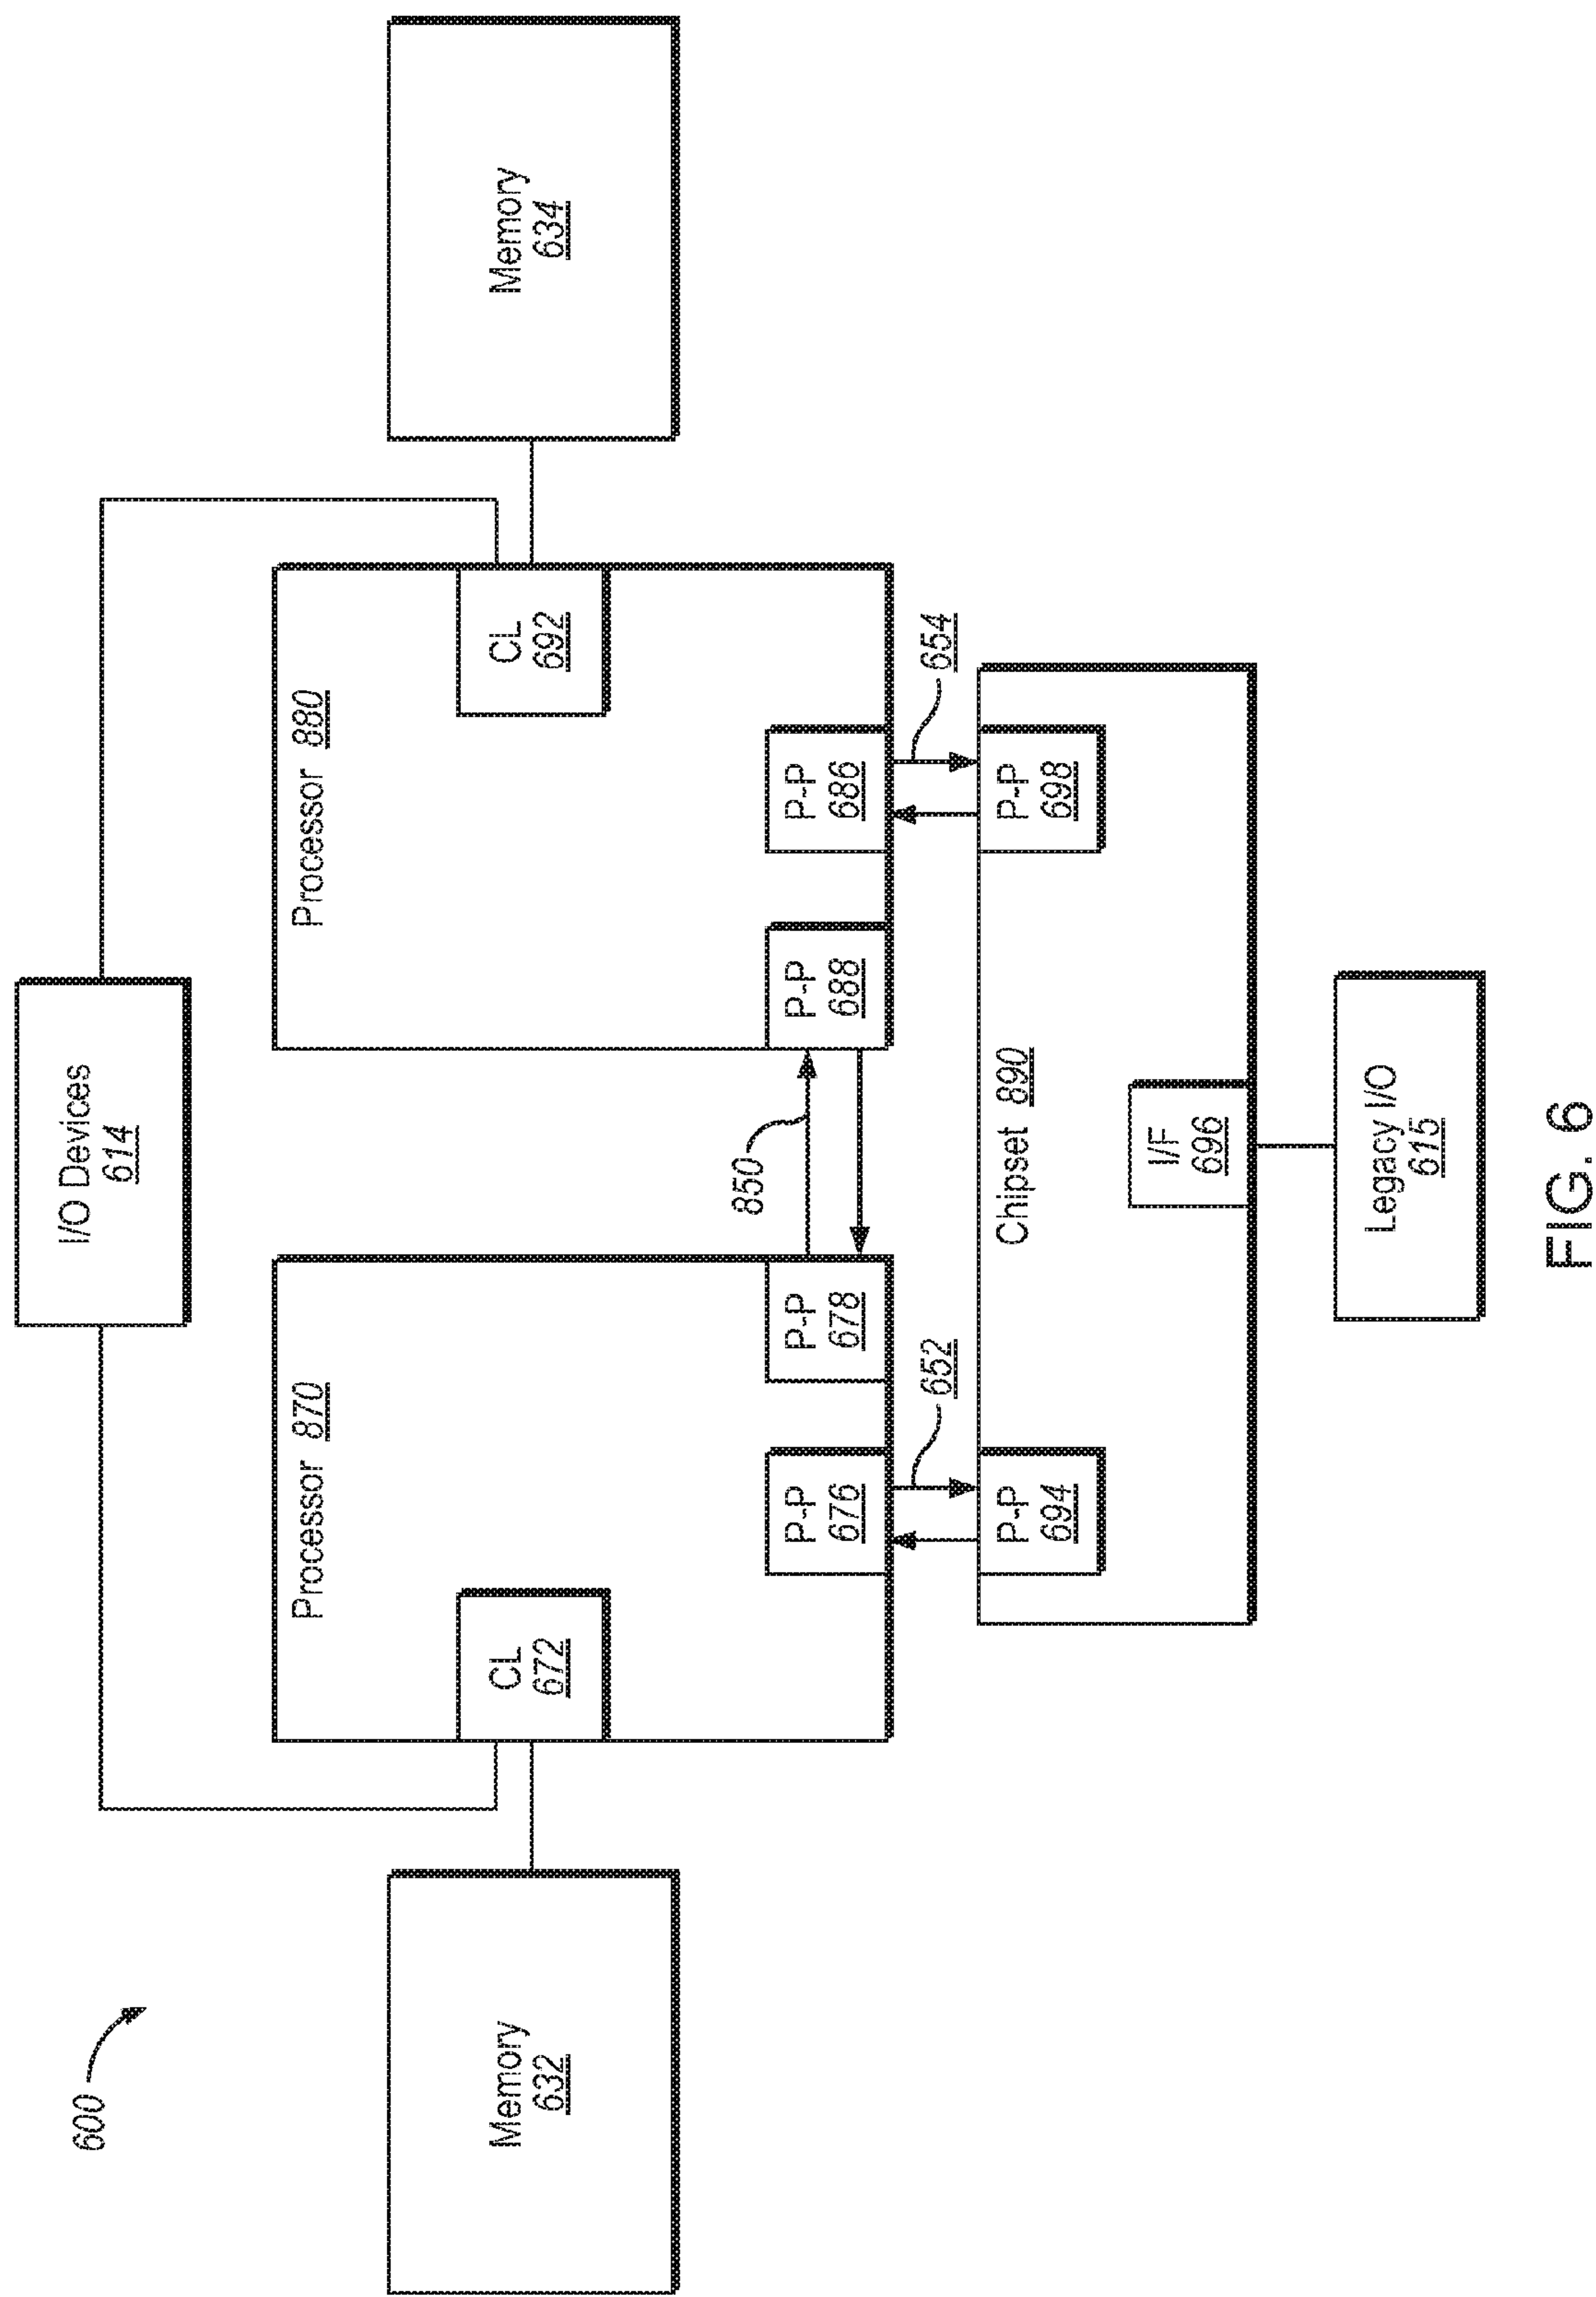 600
I/O Devices
614
Memory
632
Processor 870
CL
672
P-P
676
P-P
678
850
Processor 880
CL
692
P-P
688
P-P
686
Memory
634
652
654
Chipset 890
P-P
694
P-P
698
I/F
696
Legacy I/O
615
FIG. 6